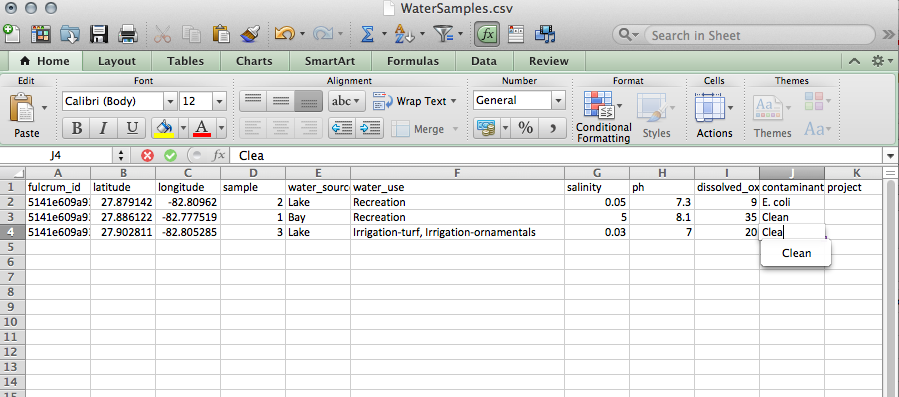 WaterSamples.csv
fx Search in Sheet
Home Layout Tables Charts SmartArt Formulas Data Review
Edit Font Alignment Number Format Cells Themes
Calibri (Body) 12 abc Wrap Text General
Paste B I U A Merge % , Conditional Formatting Styles Actions Themes Aa
J4 fx Clea
A B C D E F G H I J K
1 fulcrum_id latitude longitude sample water_source water_use salinity ph dissolved_ox contaminant project
2 5141e609a93 27.879142 -82.80962 2 Lake Recreation 0.05 7.3 9 E. coli
3 5141e609a93 27.886122 -82.777519 1 Bay Recreation 5 8.1 35 Clean
4 5141e609a93 27.902811 -82.805285 3 Lake Irrigation-turf, Irrigation-ornamentals 0.03 7 20 Clea
5 Clean
6
7
8
9
10
11
12
13
14
15